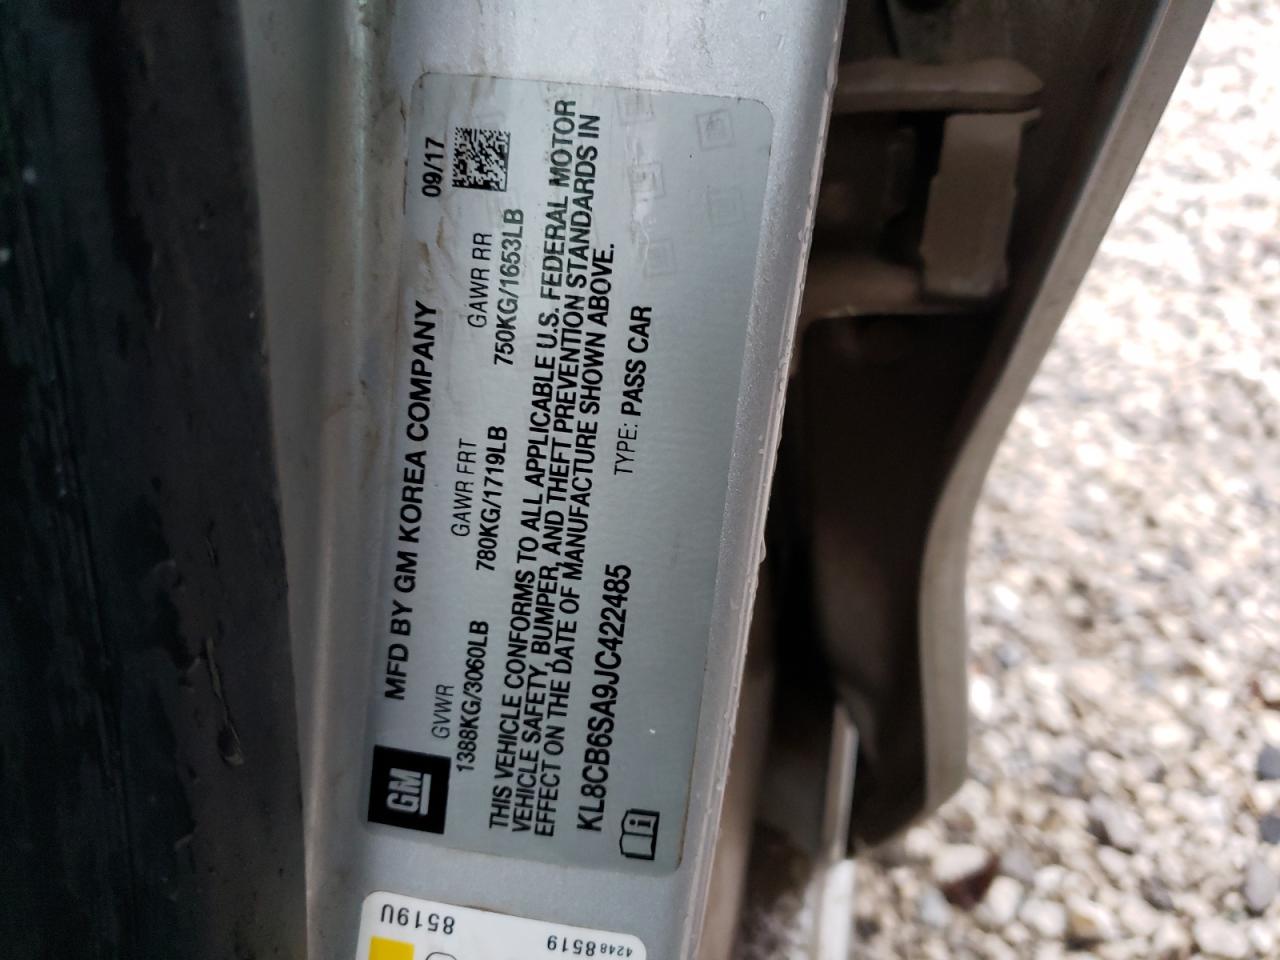 GM
MFD BY GM KOREA COMPANY 09/17
GVWR GAWR FRT GAWR RR
1388KG/3060LB 780KG/1719LB 750KG/1653LB
THIS VEHICLE CONFORMS TO ALL APPLICABLE U.S. FEDERAL MOTOR
VEHICLE SAFETY, BUMPER, AND THEFT PREVENTION STANDARDS IN
EFFECT ON THE DATE OF MANUFACTURE SHOWN ABOVE.
KL8CB6SA9JC422485 TYPE: PASS CAR
42488519
8519U